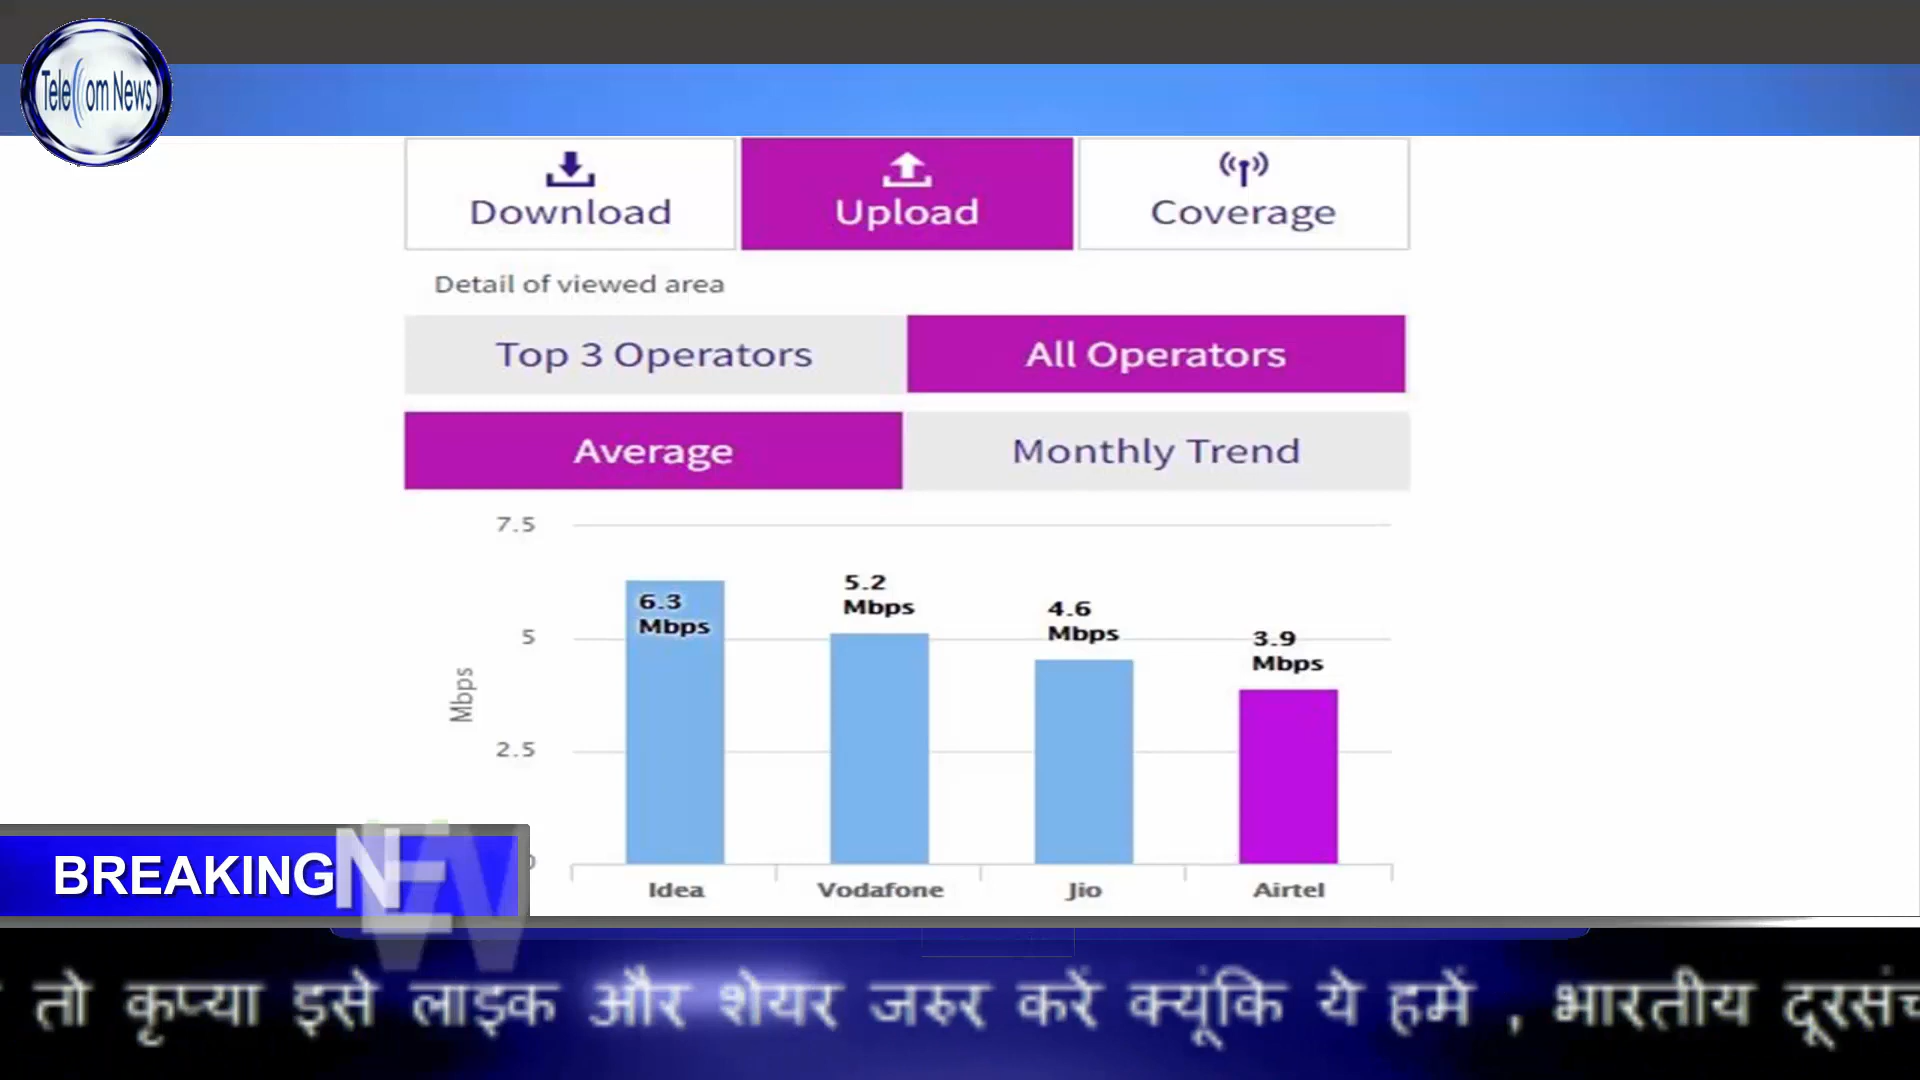 Tele om News
Download
Upload
Coverage
Detail of viewed area
Top 3 Operators
All Operators
Average
Monthly Trend
7.5
5
2.5
0
Mbps
6.3
Mbps
5.2
Mbps
4.6
Mbps
3.9
Mbps
Idea
Vodafone
Jio
Airtel
BREAKING NEW
तो कृप्या इसे लाइक और शेयर जरुर करें क्यूंकि ये हमें , भारतीय